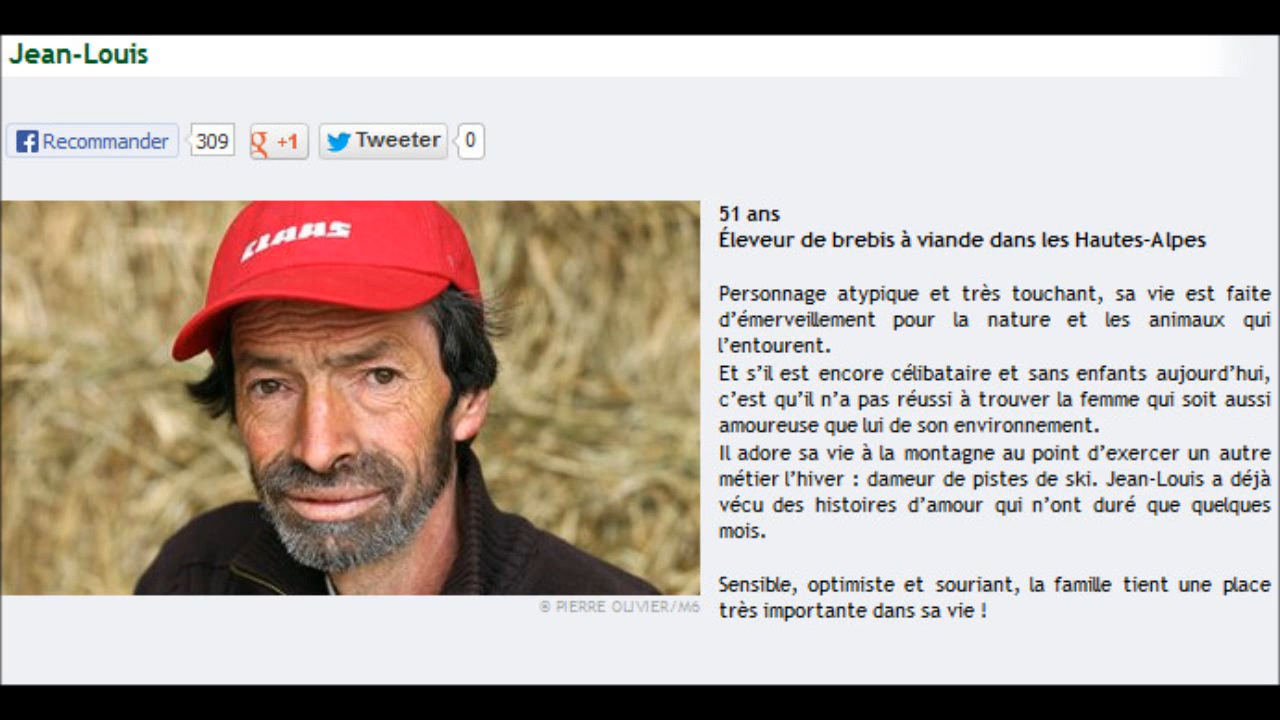 Jean-Louis
Recommander 309 +1 Tweeter 0
CLAAS
51 ans
Éleveur de brebis à viande dans les Hautes-Alpes
Personnage atypique et très touchant, sa vie est faite
d'émerveillement pour la nature et les animaux qui
l'entourent.
Et s'il est encore célibataire et sans enfants aujourd'hui,
c'est qu'il n'a pas réussi à trouver la femme qui soit aussi
amoureuse que lui de son environnement.
Il adore sa vie à la montagne au point d'exercer un autre
métier l'hiver : dameur de pistes de ski. Jean-Louis a déjà
vécu des histoires d'amour qui n'ont duré que quelques
mois.
Sensible, optimiste et souriant, la famille tient une place
très importante dans sa vie !
© PIERRE OLIVIER/M6